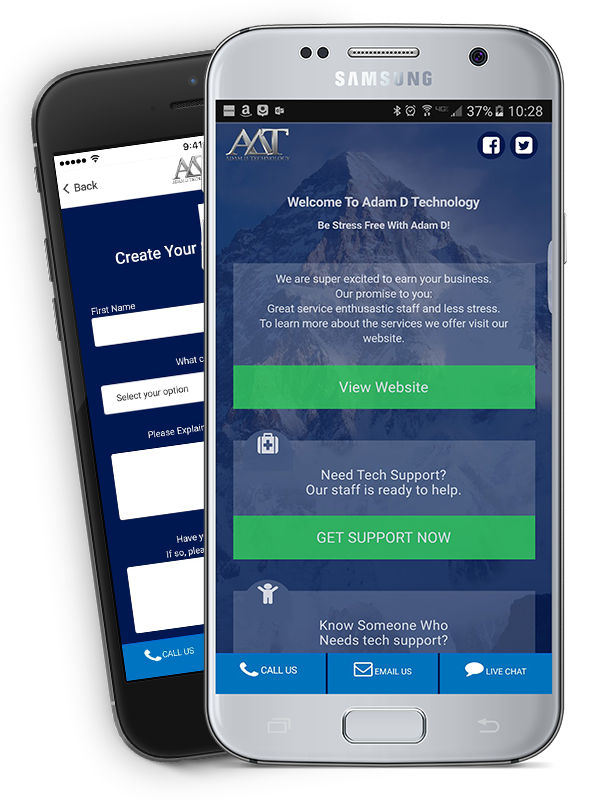 SAMSUNG
37% 10:28
AAT
ADAM D TECHNOLOGY
Welcome To Adam D Technology
Be Stress Free With Adam D!
We are super excited to earn your business.
Our promise to you:
Great service enthusastic staff and less stress.
To learn more about the services we offer visit our
website.
View Website
Need Tech Support?
Our staff is ready to help.
GET SUPPORT NOW
Know Someone Who
Needs tech support?
CALL US
EMAIL US
LIVE CHAT
9:41
Back
ADAM D TECHNOLOGY
Create Your
First Name
What
Select your option
Please Explain
Have
If so,
CALL US